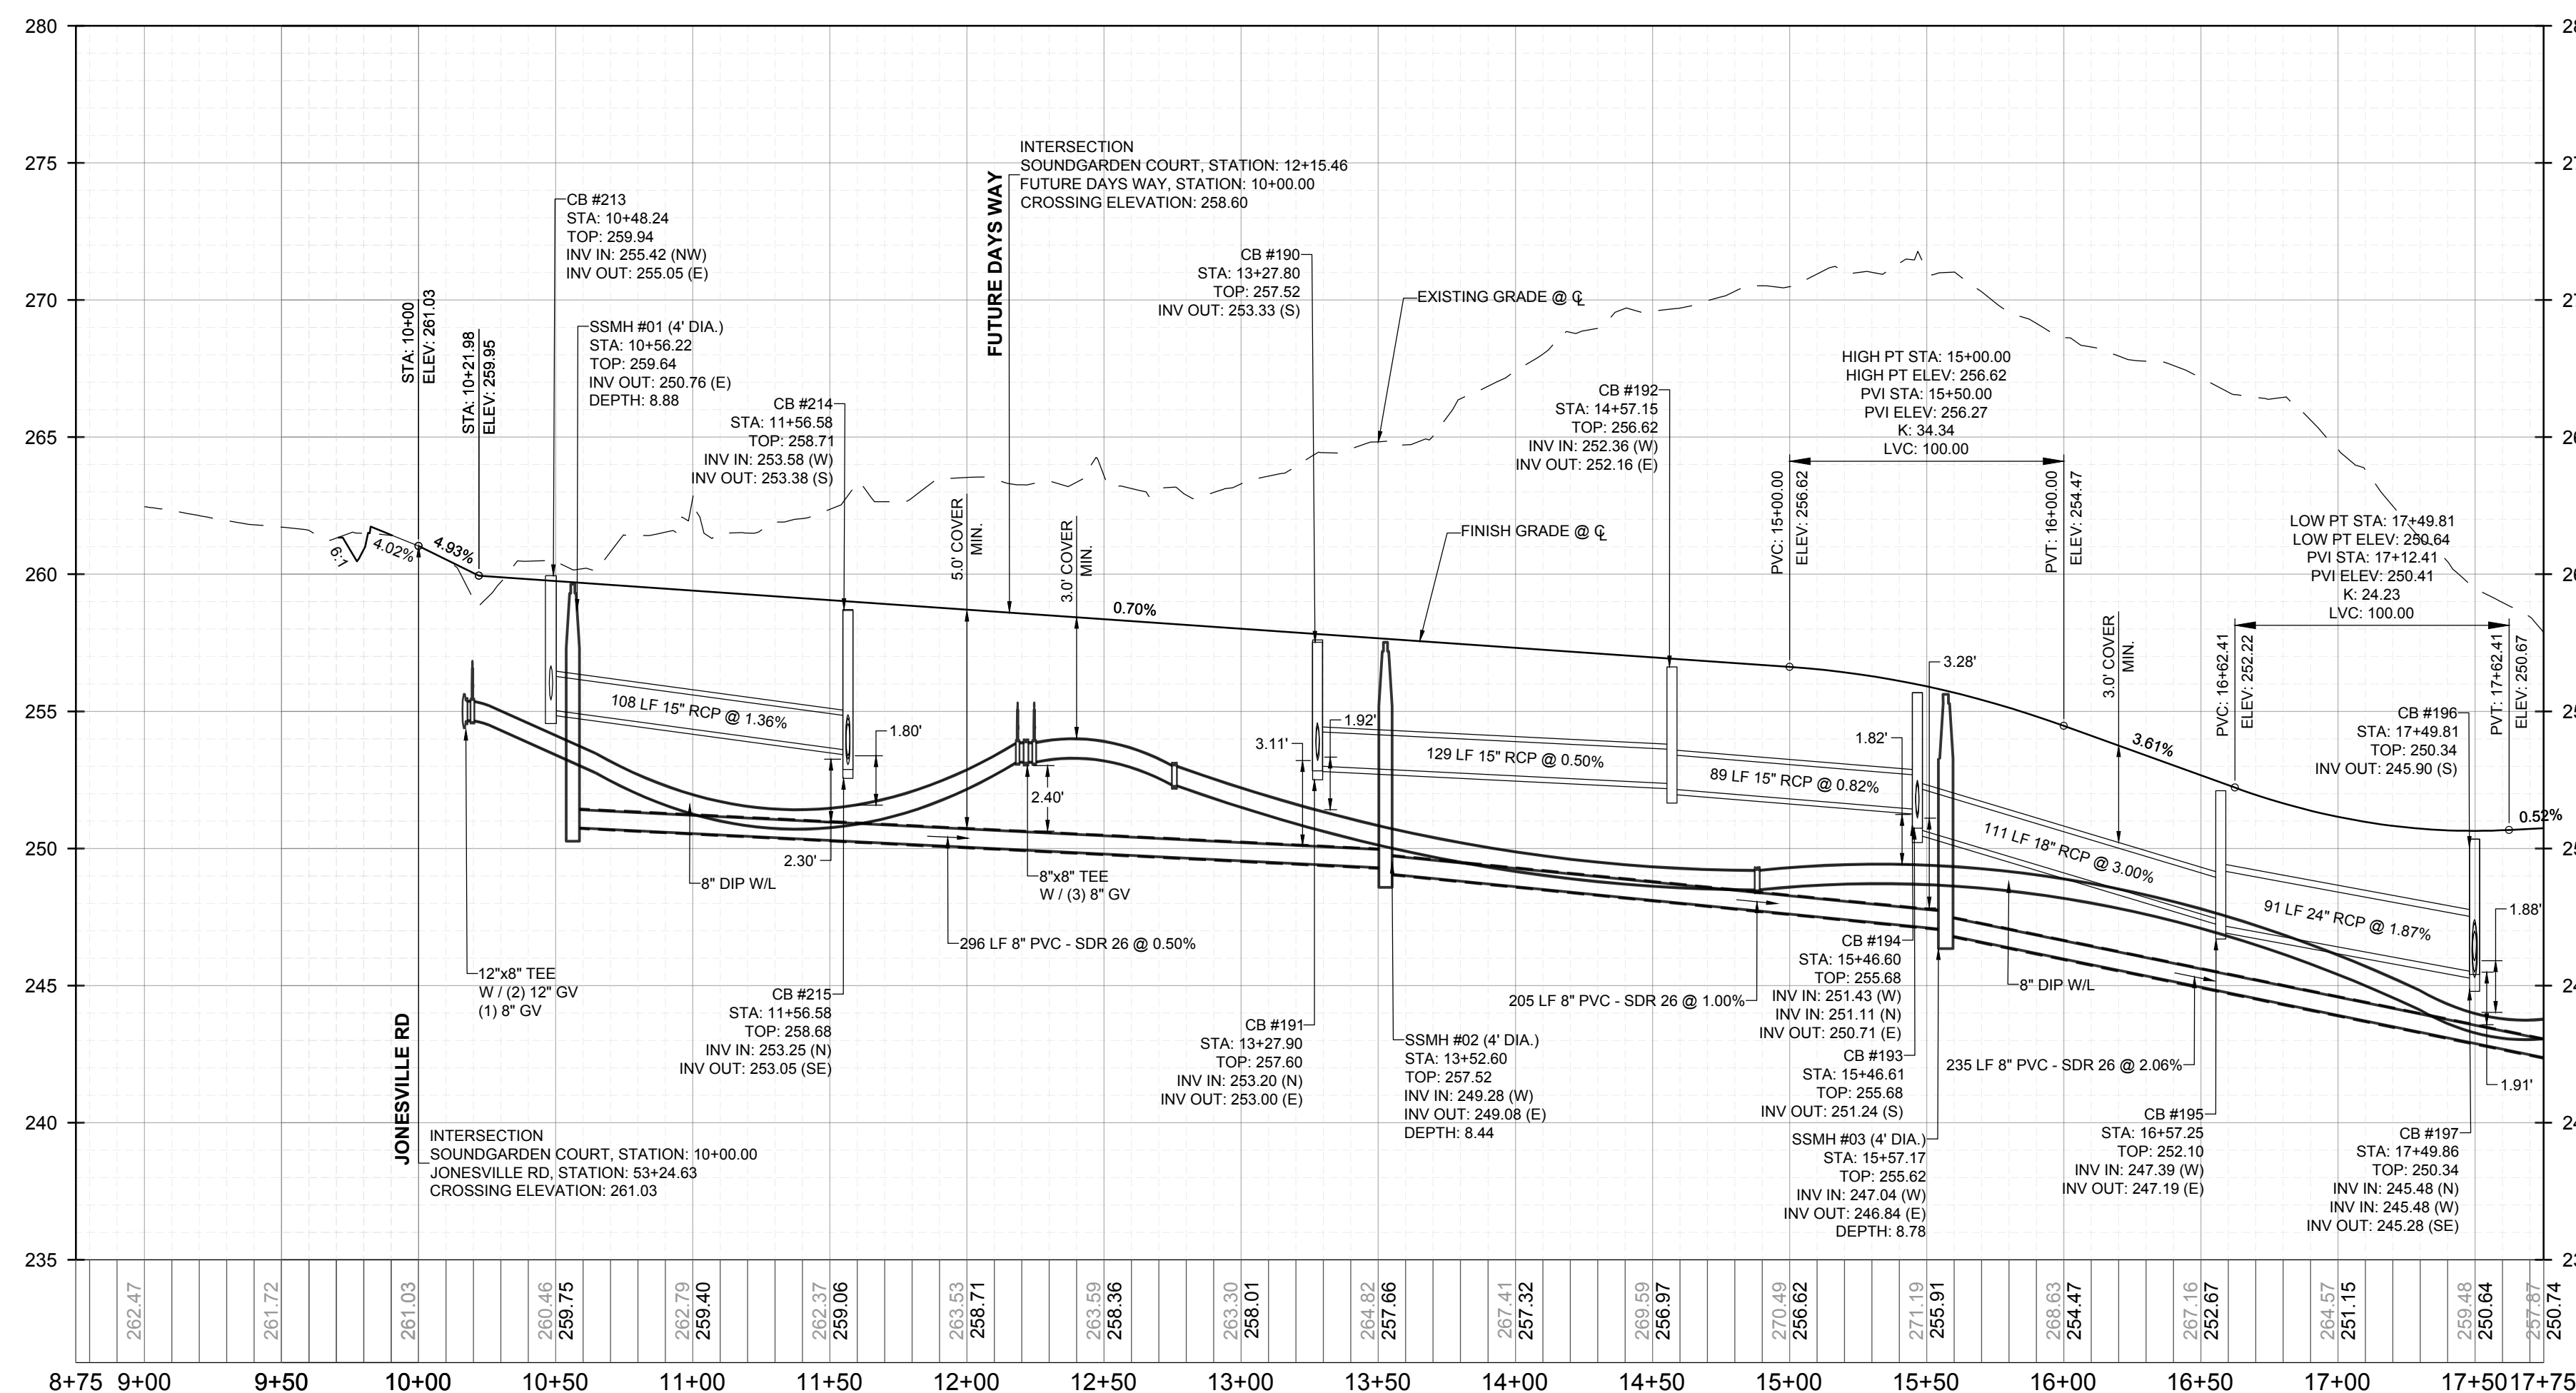 280
275
270
265
260
255
250
245
240
235
INTERSECTION
SOUNDGARDEN COURT, STATION: 12+15.46
FUTURE DAYS WAY, STATION: 10+00.00
CROSSING ELEVATION: 258.60
FUTURE DAYS WAY
CB #213
STA: 10+48.24
TOP: 259.94
INV IN: 255.42 (NW)
INV OUT: 255.05 (E)
STA: 10+00
ELEV: 261.03
STA: 10+21.98
ELEV: 259.95
SSMH #01 (4' DIA.)
STA: 10+56.22
TOP: 259.64
INV OUT: 250.76 (E)
DEPTH: 8.88
CB #214
STA: 11+56.58
TOP: 258.71
INV IN: 253.58 (W)
INV OUT: 253.38 (S)
CB #190
STA: 13+27.80
TOP: 257.52
INV OUT: 253.33 (S)
EXISTING GRADE @ ℄
CB #192
STA: 14+57.15
TOP: 256.62
INV IN: 252.36 (W)
INV OUT: 252.16 (E)
HIGH PT STA: 15+00.00
HIGH PT ELEV: 256.62
PVI STA: 15+50.00
PVI ELEV: 256.27
K: 34.34
LVC: 100.00
PVC: 15+00.00
ELEV: 256.62
PVT: 16+00.00
ELEV: 254.47
LOW PT STA: 17+49.81
LOW PT ELEV: 250.64
PVI STA: 17+12.41
PVI ELEV: 250.41
K: 24.23
LVC: 100.00
PVC: 16+62.41
ELEV: 252.22
PVT: 17+62.41
ELEV: 250.67
6:1
4.02%
4.93%
5.0' COVER
MIN.
3.0' COVER
MIN.
0.70%
FINISH GRADE @ ℄
3.0' COVER
MIN.
3.61%
0.52%
3.28'
108 LF 15" RCP @ 1.36%
1.80'
3.11'
1.92'
129 LF 15" RCP @ 0.50%
89 LF 15" RCP @ 0.82%
1.82'
111 LF 18" RCP @ 3.00%
91 LF 24" RCP @ 1.87%
CB #196
STA: 17+49.81
TOP: 250.34
INV OUT: 245.90 (S)
1.88'
1.91'
2.40'
2.30'
8" DIP W/L
8"x8" TEE
W / (3) 8" GV
296 LF 8" PVC - SDR 26 @ 0.50%
12"x8" TEE
W / (2) 12" GV
(1) 8" GV
CB #215
STA: 11+56.58
TOP: 258.68
INV IN: 253.25 (N)
INV OUT: 253.05 (SE)
CB #191
STA: 13+27.90
TOP: 257.60
INV IN: 253.20 (N)
INV OUT: 253.00 (E)
SSMH #02 (4' DIA.)
STA: 13+52.60
TOP: 257.52
INV IN: 249.28 (W)
INV OUT: 249.08 (E)
DEPTH: 8.44
205 LF 8" PVC - SDR 26 @ 1.00%
CB #194
STA: 15+46.60
TOP: 255.68
INV IN: 251.43 (W)
INV IN: 251.11 (N)
INV OUT: 250.71 (E)
CB #193
STA: 15+46.61
TOP: 255.68
INV OUT: 251.24 (S)
SSMH #03 (4' DIA.)
STA: 15+57.17
TOP: 255.62
INV IN: 247.04 (W)
INV OUT: 246.84 (E)
DEPTH: 8.78
8" DIP W/L
235 LF 8" PVC - SDR 26 @ 2.06%
CB #195
STA: 16+57.25
TOP: 252.10
INV IN: 247.39 (W)
INV OUT: 247.19 (E)
CB #197
STA: 17+49.86
TOP: 250.34
INV IN: 245.48 (N)
INV IN: 245.48 (W)
INV OUT: 245.28 (SE)
JONESVILLE RD
INTERSECTION
SOUNDGARDEN COURT, STATION: 10+00.00
JONESVILLE RD, STATION: 53+24.63
CROSSING ELEVATION: 261.03
262.47
261.72
261.03
260.46
259.75
262.79
259.40
262.37
259.06
263.53
258.71
263.59
258.36
263.30
258.01
264.82
257.66
267.41
257.32
269.59
256.97
270.49
256.62
271.19
255.91
268.63
254.47
267.16
252.67
264.57
251.15
259.48
250.64
257.87
250.74
8+75 9+00 9+50 10+00 10+50 11+00 11+50 12+00 12+50 13+00 13+50 14+00 14+50 15+00 15+50 16+00 16+50 17+00 17+50 17+75